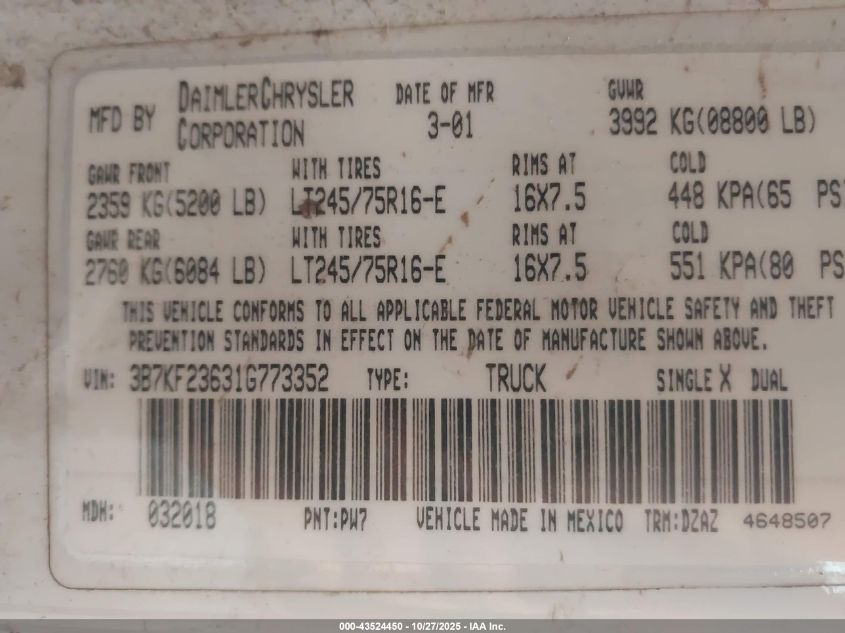 MFD BY DAIMLERCHRYSLER CORPORATION DATE OF MFR 3-01 GVWR 3992 KG(08800 LB)
GAWR FRONT WITH TIRES RIMS AT COLD
2359 KG(5200 LB) LT245/75R16-E 16X7.5 448 KPA(65 PS
GAWR REAR WITH TIRES RIMS AT COLD
2760 KG(6084 LB) LT245/75R16-E 16X7.5 551 KPA(80 PS
THIS VEHICLE CONFORMS TO ALL APPLICABLE FEDERAL MOTOR VEHICLE SAFETY AND THEFT
PREVENTION STANDARDS IN EFFECT ON THE DATE OF MANUFACTURE SHOWN ABOVE.
VIN: 3B7KF23631G773352 TYPE: TRUCK SINGLE X DUAL
MDH: 032018 PNT:PW7 VEHICLE MADE IN MEXICO TRM:DZAZ 4648507
000-43524450 - 10/27/2025 - IAA Inc.